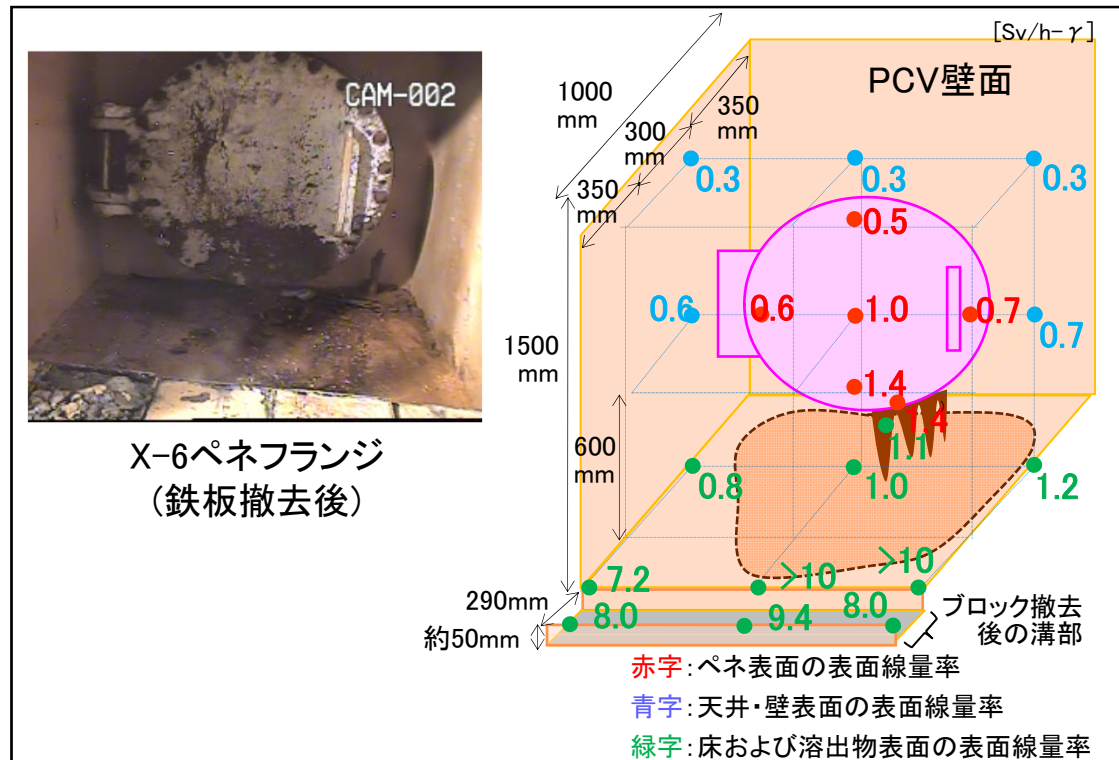 CAM-002
X-6ペネフランジ
(鉄板撤去後)
[Sv/h-γ]
PCV壁面
1000
mm
350
mm
300
mm
350
mm
0.3
0.3
0.3
0.5
0.6
0.6
1.0
0.7
0.7
1500
mm
1.4
1.4
1.1
600
mm
0.8
1.0
1.2
7.2
>10
>10
290mm
8.0
9.4
8.0
約50mm
ブロック撤去
後の溝部
赤字:ペネ表面の表面線量率
青字:天井・壁表面の表面線量率
緑字:床および溶出物表面の表面線量率